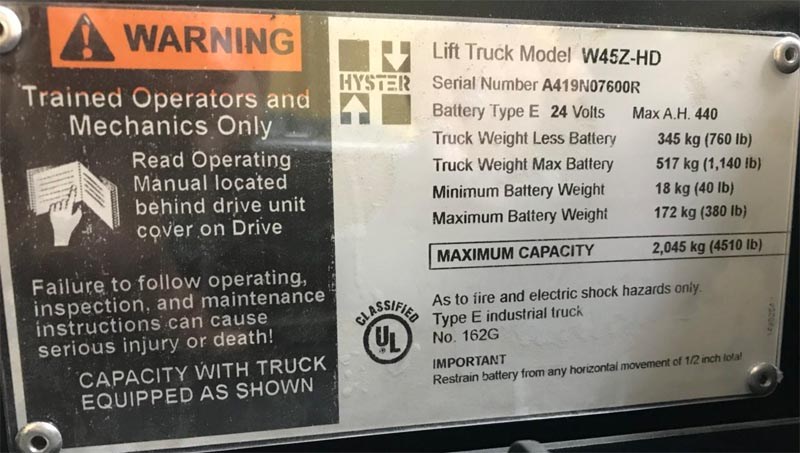 WARNING
Trained Operators and
Mechanics Only
Read Operating
Manual located
behind drive unit
cover on Drive
Failure to follow operating,
inspection, and maintenance
instructions can cause
serious injury or death!
CAPACITY WITH TRUCK
EQUIPPED AS SHOWN
HYSTER
Lift Truck Model W45Z-HD
Serial Number A419N07600R
Battery Type E 24 Volts Max A.H. 440
Truck Weight Less Battery 345 kg (760 lb)
Truck Weight Max Battery 517 kg (1,140 lb)
Minimum Battery Weight 18 kg (40 lb)
Maximum Battery Weight 172 kg (380 lb)
MAXIMUM CAPACITY 2,045 kg (4510 lb)
CLASSIFIED
UL
As to fire and electric shock hazards only.
Type E industrial truck
No. 162G
IMPORTANT
Restrain battery from any horizontal movement of 1/2 inch total